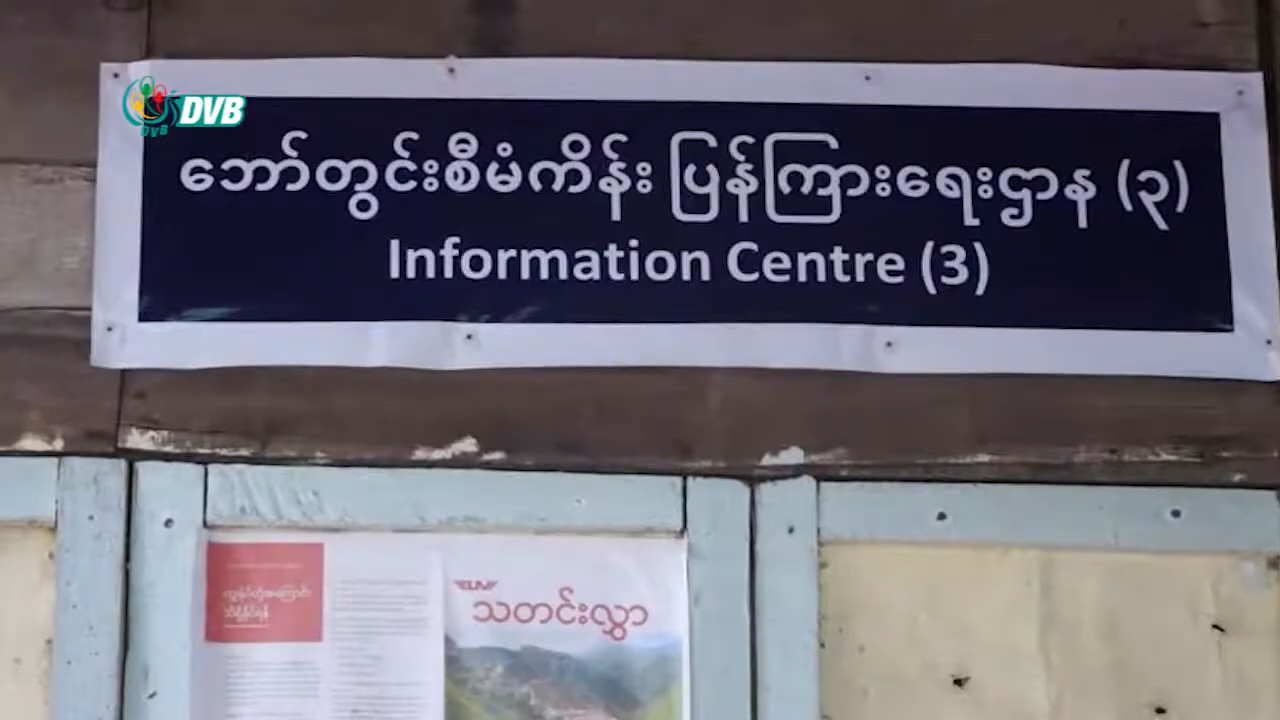 DVB
DVB
ဘော်တွင်းစီမံကိန်း ပြန်ကြားရေးဌာန (၃)
Information Centre (3)
သတင်းလွှာ